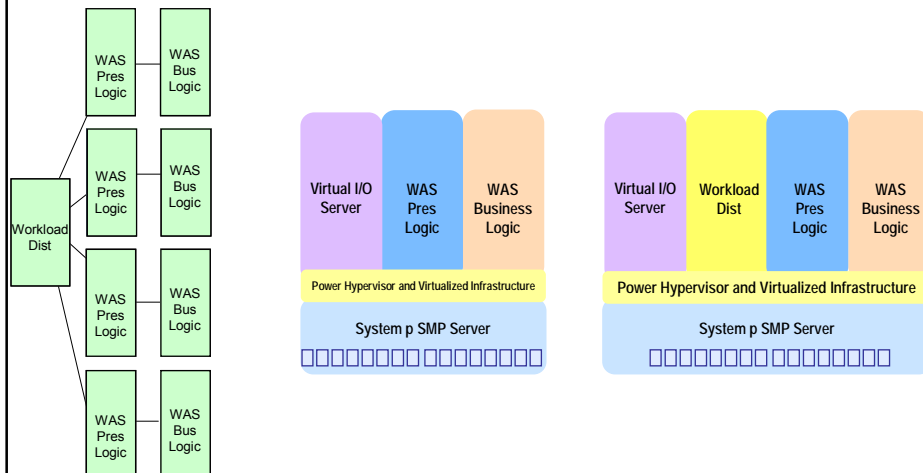 WAS
Pres
Logic
WAS
Bus
Logic
WAS
Pres
Logic
WAS
Bus
Logic
Workload
Dist
WAS
Pres
Logic
WAS
Bus
Logic
WAS
Pres
Logic
WAS
Bus
Logic
Virtual I/O
Server
WAS
Pres
Logic
WAS
Business
Logic
Power Hypervisor and Virtualized Infrastructure
System p SMP Server
Virtual I/O
Server
Workload
Dist
WAS
Pres
Logic
WAS
Business
Logic
Power Hypervisor and Virtualized Infrastructure
System p SMP Server